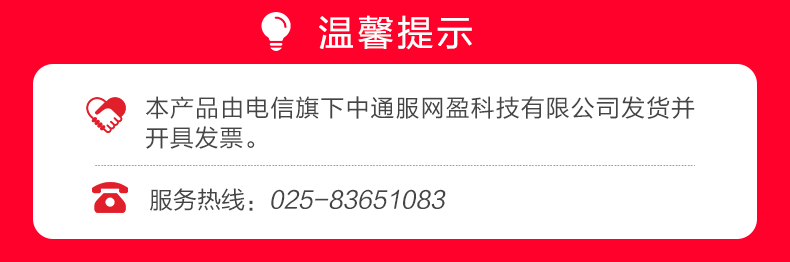 温馨提示
本产品由电信旗下中通服网盈科技有限公司发货并
开具发票。
服务热线：025-83651083